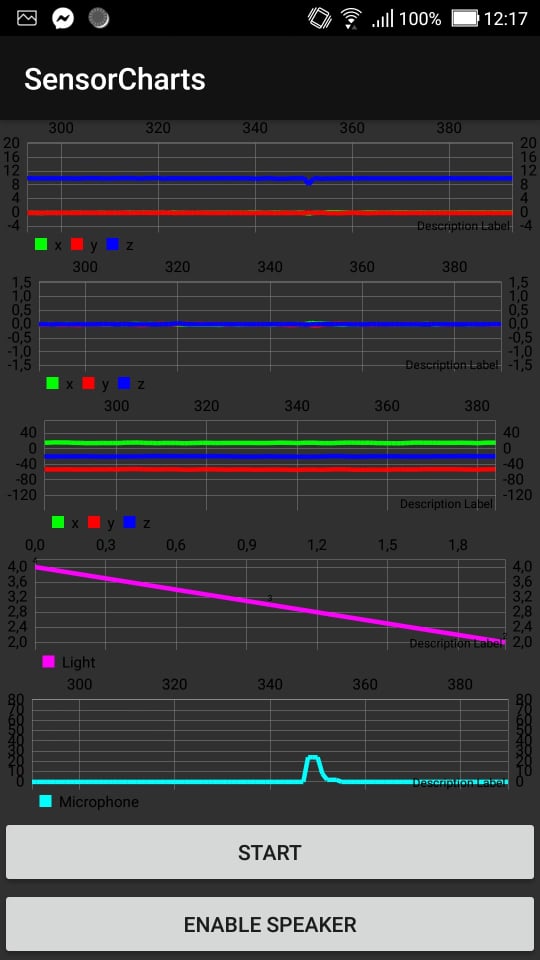 100% 12:17
SensorCharts
300 320 340 360 380
20 20
16 16
12 12
8 8
4 4
0 0
-4 -4
Description Label
x y z
300 320 340 360 380
1,5 1,5
1,0 1,0
0,5 0,5
0,0 0,0
-0,5 -0,5
-1,0 -1,0
-1,5 -1,5
Description Label
x y z
300 320 340 360 380
40 40
0 0
-40 -40
-80 -80
-120 -120
Description Label
x y z
0,0 0,3 0,6 0,9 1,2 1,5 1,8
4,0 4,0
3,6 3,6
3,2 3,2
3
2,8 2,8
2,4 2,4
2,0 2,0
2
Description Label
Light
300 320 340 360 380
80 80
70 70
60 60
50 50
40 40
30 30
20 20
10 10
0 0
Description Label
Microphone
START
ENABLE SPEAKER